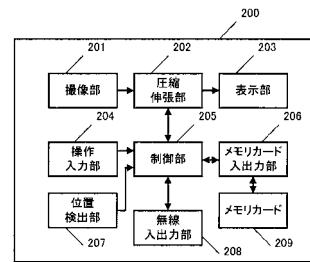 200
201
202
203
撮像部
圧縮
伸張部
表示部
204
205
206
操作
入力部
制御部
メモリカード
入出力部
位置
検出部
無線
入出力部
メモリカード
207
208
209